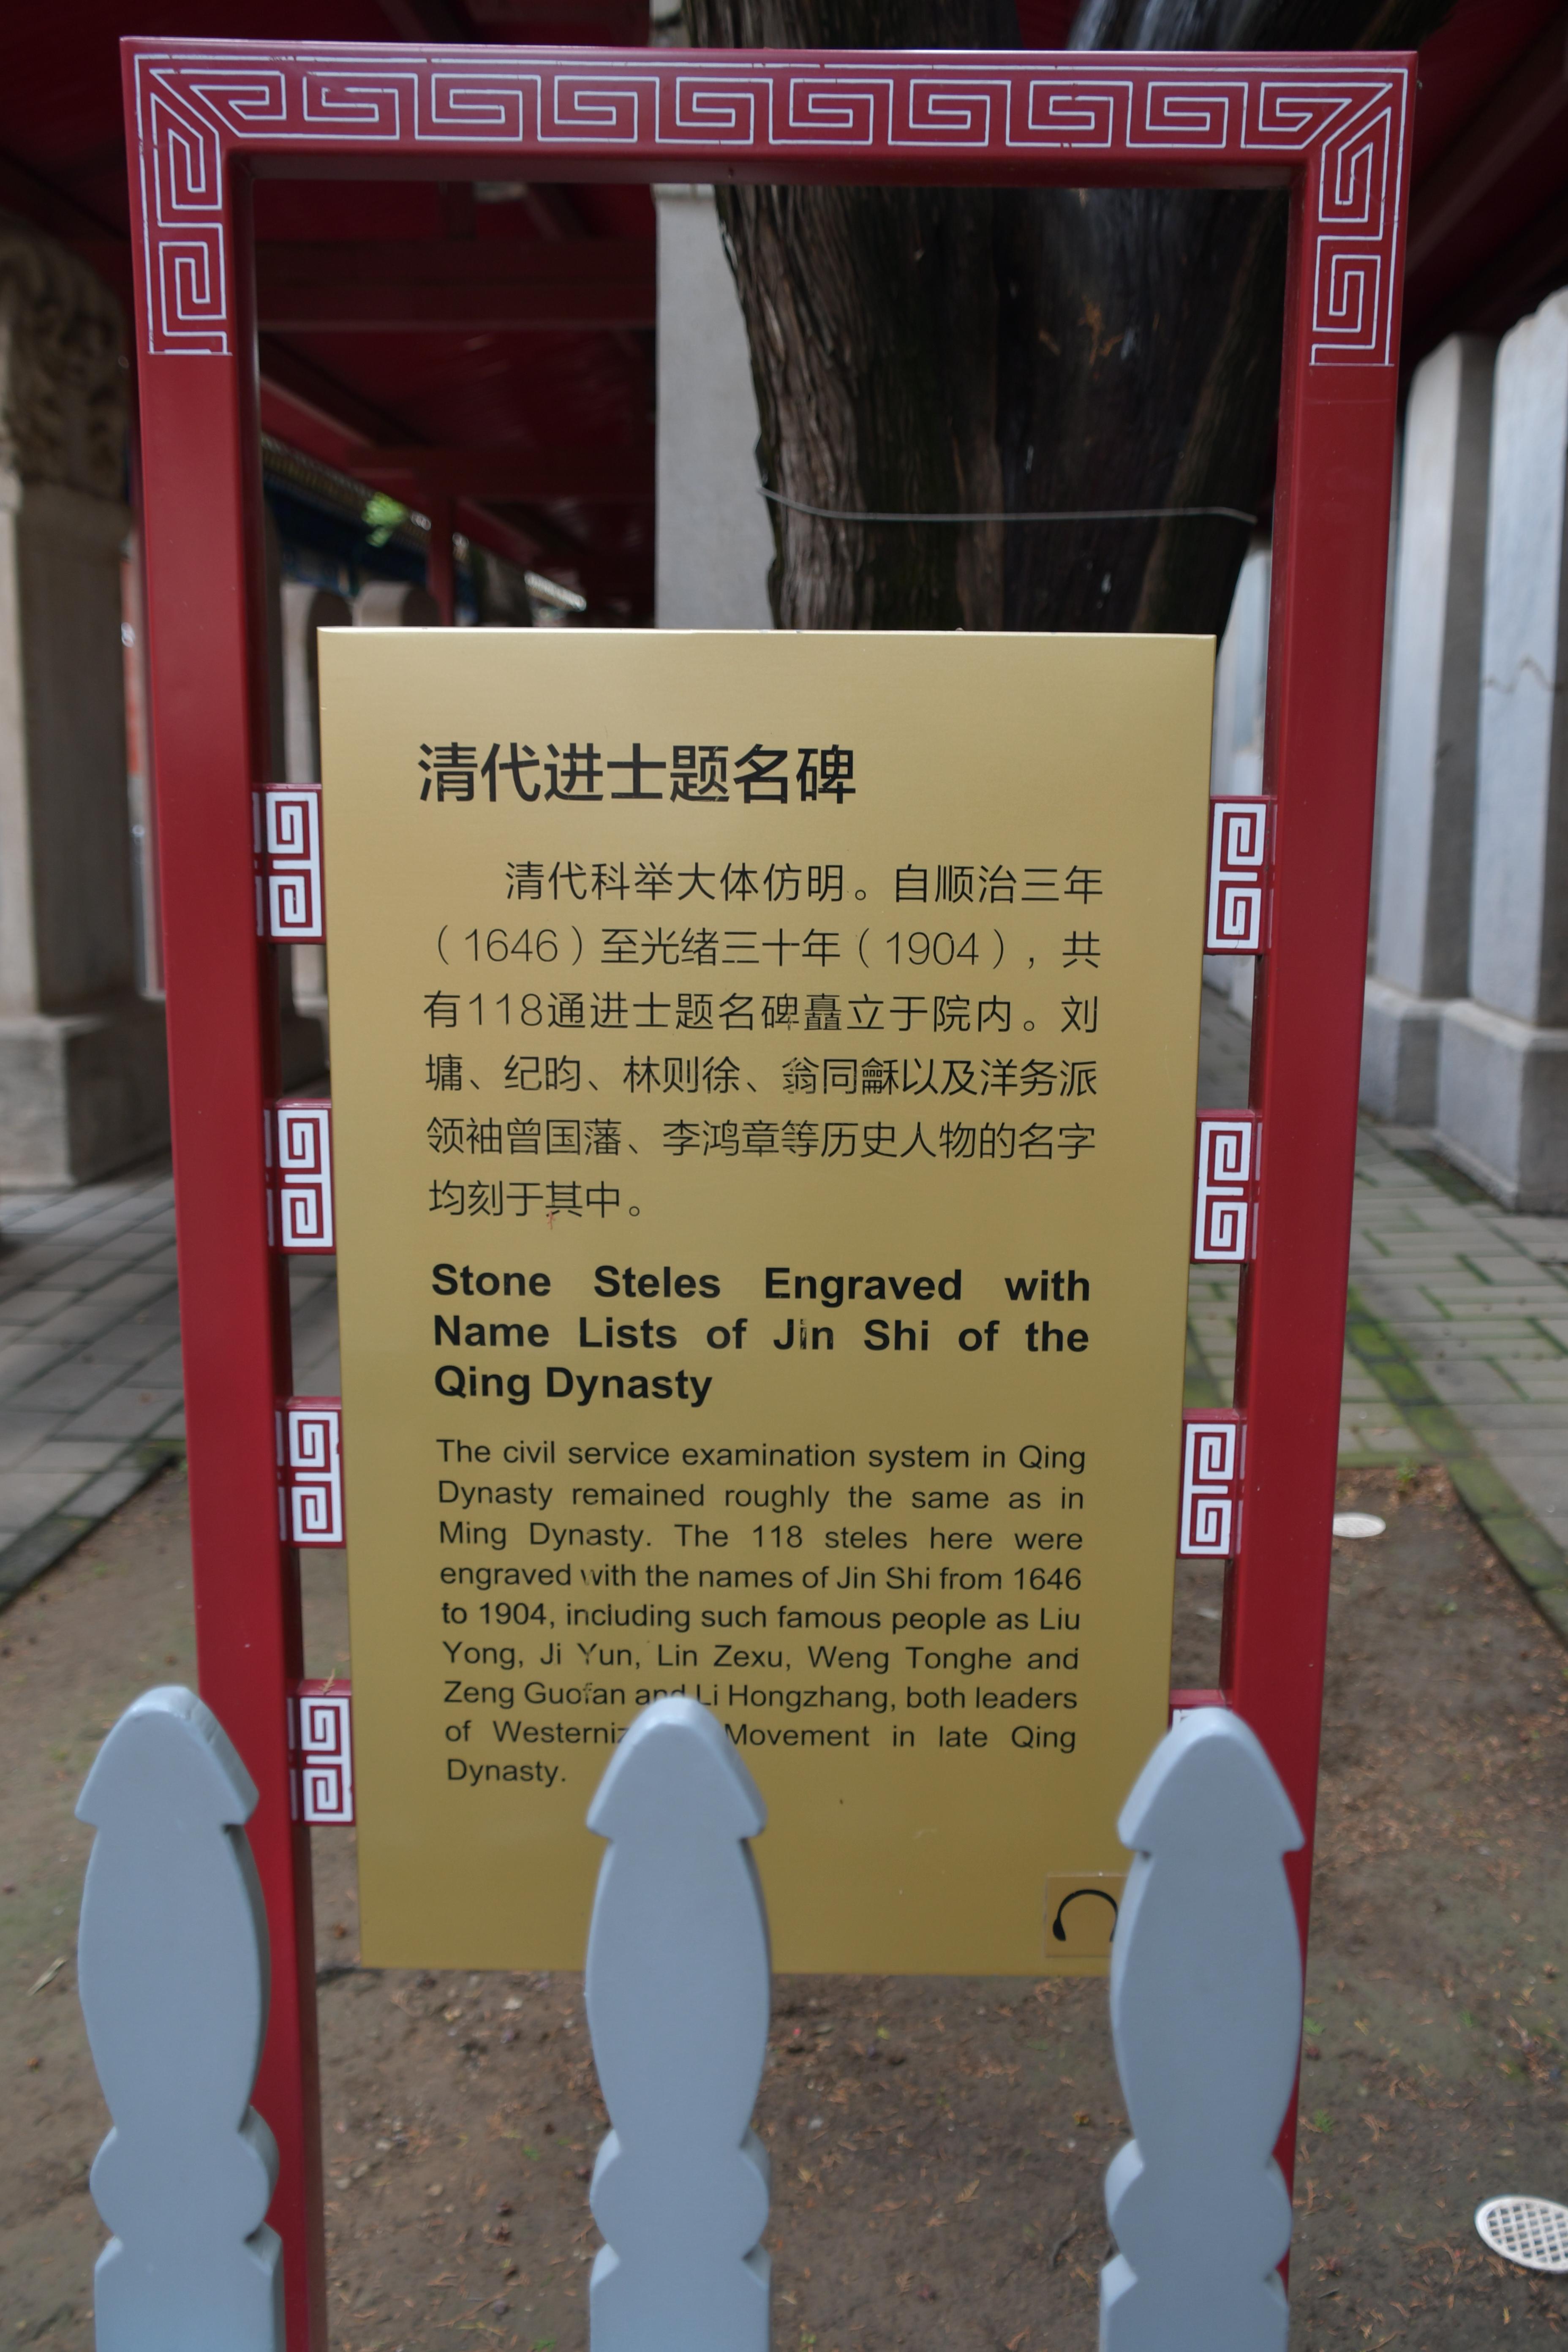 清代进士题名碑
清代科举大体仿明。自顺治三年
（1646）至光绪三十年（1904），共
有118通进士题名碑矗立于院内。刘
墉、纪昀、林则徐、翁同龢以及洋务派
领袖曾国藩、李鸿章等历史人物的名字
均刻于其中。
Stone Steles Engraved with
Name Lists of Jin Shi of the
Qing Dynasty
The civil service examination system in Qing
Dynasty remained roughly the same as in
Ming Dynasty. The 118 steles here were
engraved with the names of Jin Shi from 1646
to 1904, including such famous people as Liu
Yong, Ji Yun, Lin Zexu, Weng Tonghe and
Zeng Guofan and Li Hongzhang, both leaders
of Movement in late Qing
Dynasty.